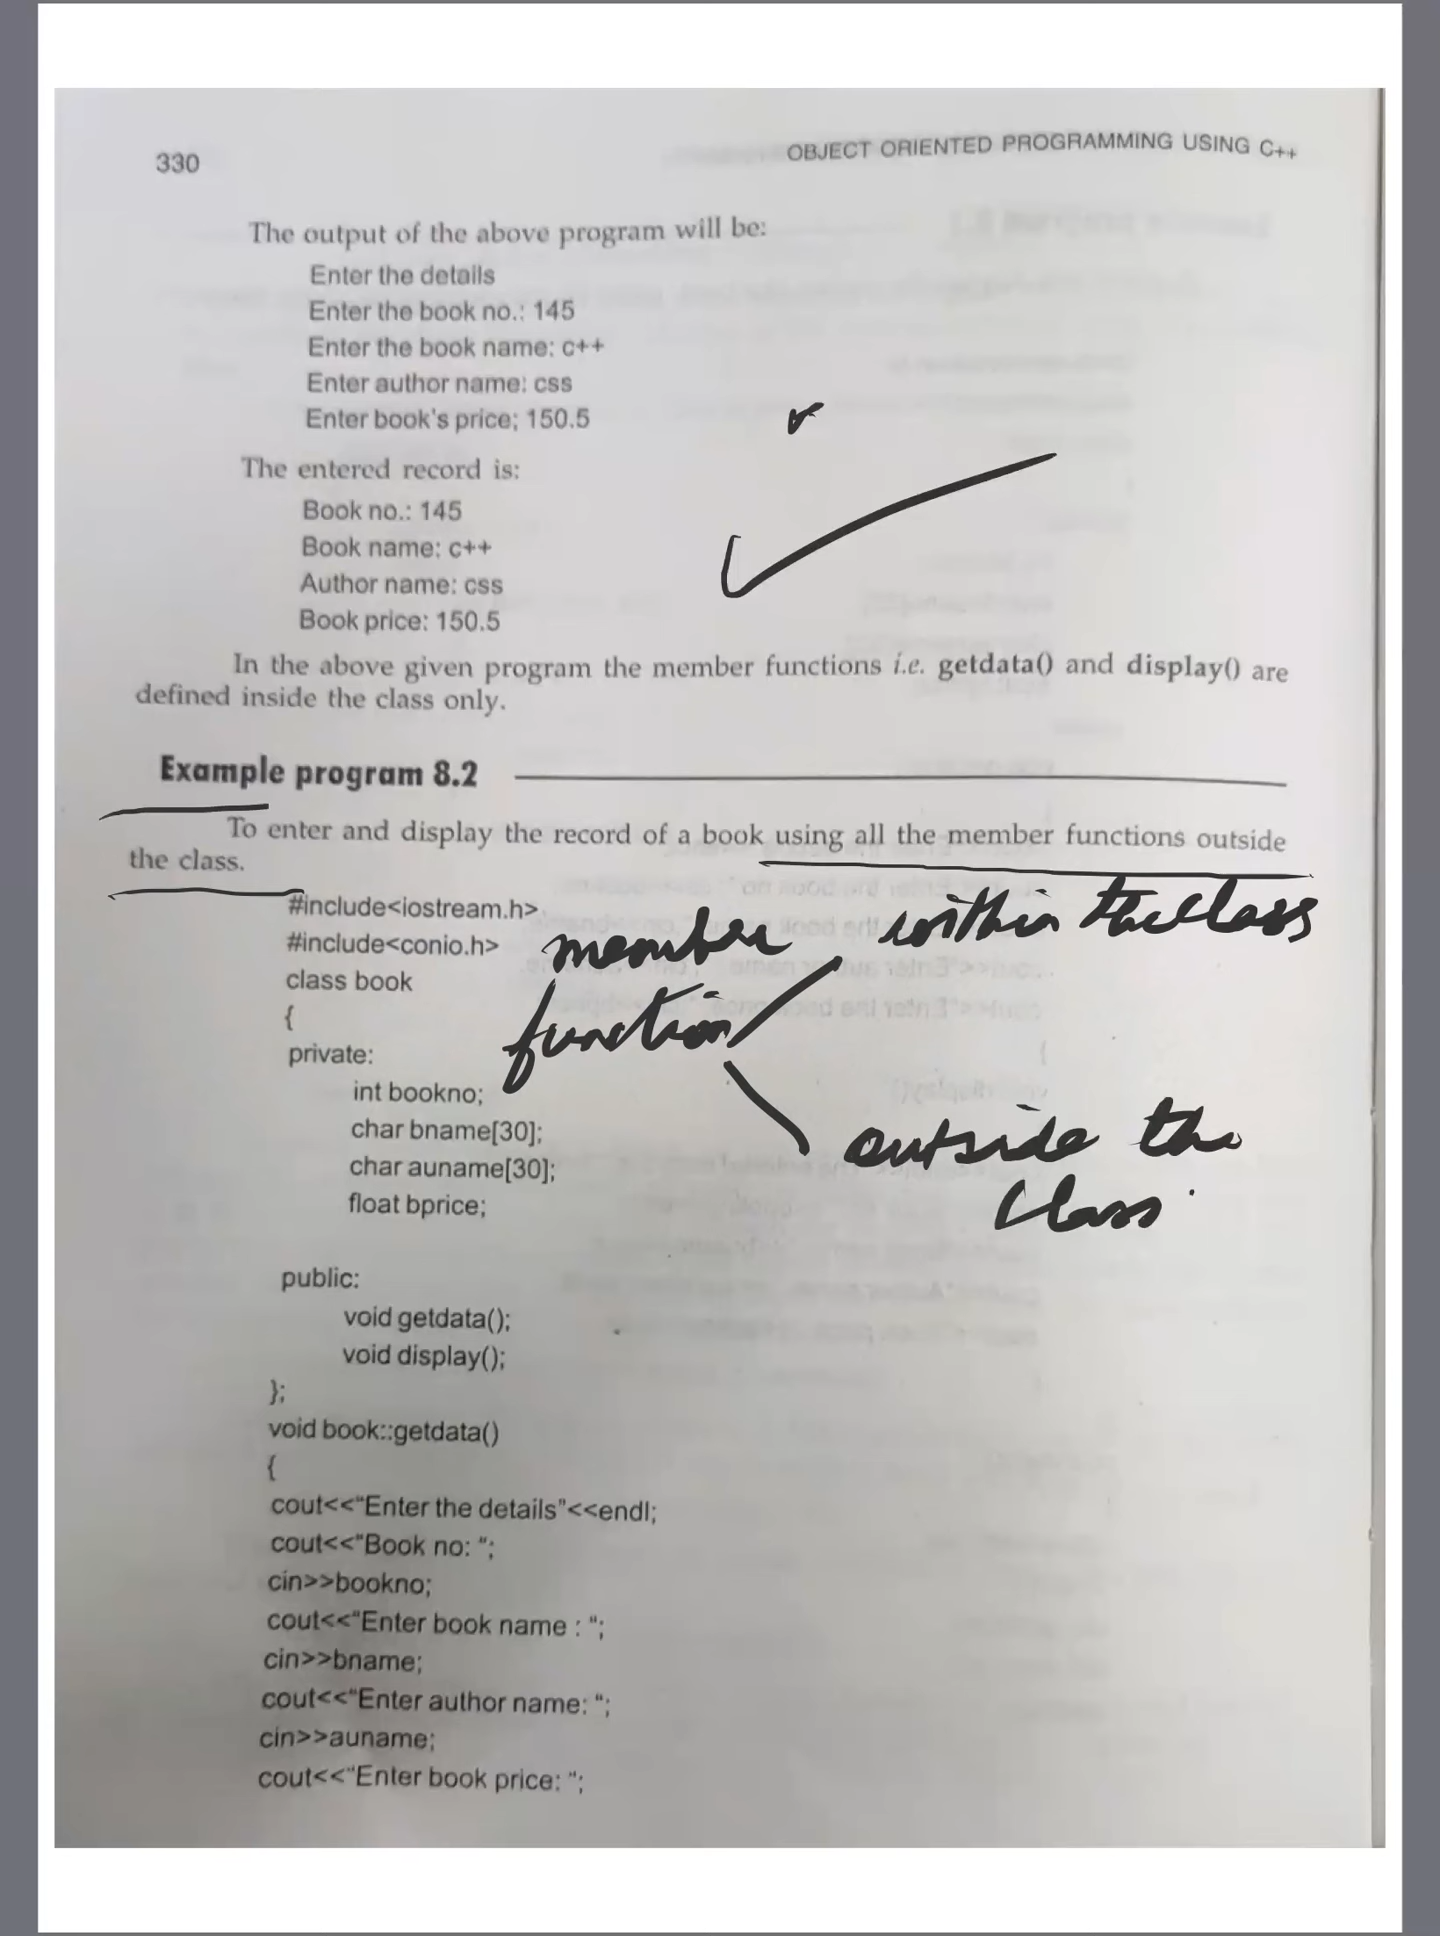 330
OBJECT ORIENTED PROGRAMMING USING C++
The output of the above program will be:
Enter the details
Enter the book no.: 145
Enter the book name: c++
Enter author name: css
Enter book's price; 150.5
The entered record is:
Book no.: 145
Book name: c++
Author name: css
Book price: 150.5
In the above given program the member functions i.e. getdata() and display() are
defined inside the class only.
Example program 8.2
To enter and display the record of a book using all the member functions outside
the class.
#include<iostream.h>
#include<conio.h>
class book
{
private:
int bookno;
char bname[30];
char auname[30];
float bprice;
public:
void getdata();
void display();
};
void book::getdata()
{
cout<<"Enter the details"<<endl;
cout<<"Book no: ";
cin>>bookno;
cout<<"Enter book name : ";
cin>>bname;
cout<<"Enter author name: ";
cin>>auname;
cout<<"Enter book price: ";
member
function
within the class
outside the
class